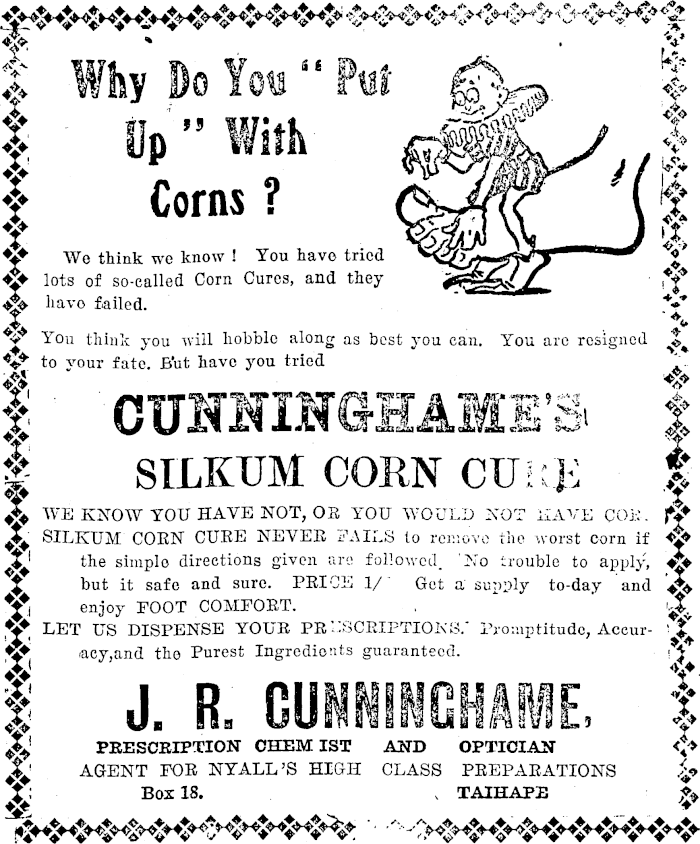 Why Do You " Put
Up " With
Corns ?
We think we know ! You have tried
lots of so-called Corn Cures, and they
have failed.
You think you will hobble along as best you can. You are resigned
to your fate. But have you tried
CUNNINGHAME'S
SILKUM CORN CURE
WE KNOW YOU HAVE NOT, OR YOU WOULD NOT HAVE COR.
SILKUM CORN CURE NEVER FAILS to remove the worst corn if
the simple directions given are followed. No trouble to apply,
but it safe and sure. PRICE 1/ Get a supply to-day and
enjoy FOOT COMFORT.
LET US DISPENSE YOUR PRESCRIPTIONS. Promptitude, Accur-
acy,and the Purest Ingredients guaranteed.
J. R. CUNNINGHAME,
PRESCRIPTION CHEMIST AND OPTICIAN
AGENT FOR NYALL'S HIGH CLASS PREPARATIONS
Box 18. TAIHAPE